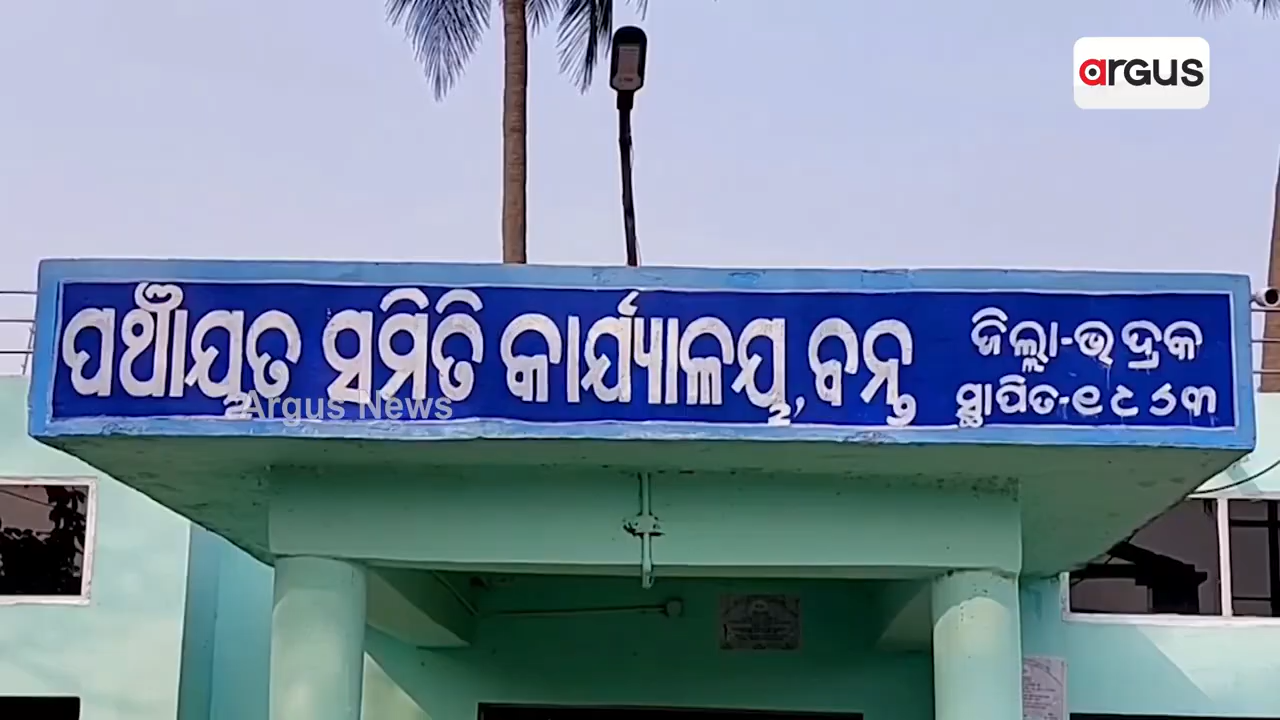 argus
ପଞ୍ଚାୟତ ସମିତି କାର୍ଯ୍ୟାଳୟ, ବନ୍ତ
ଜିଲ୍ଲା-ଭଦ୍ରକ
ସ୍ଥାପିତ-୧୯୬୩
Argus News